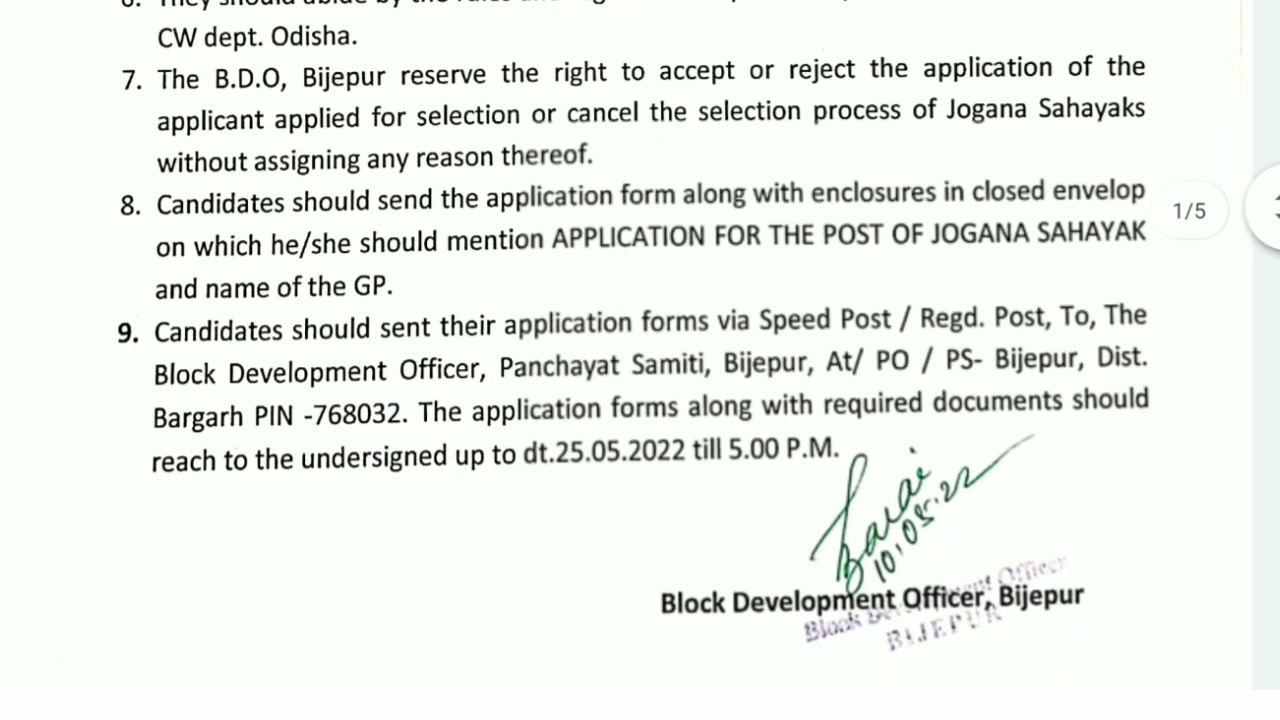 CW dept. Odisha.
7. The B.D.O, Bijepur reserve the right to accept or reject the application of the
applicant applied for selection or cancel the selection process of Jogana Sahayaks
without assigning any reason thereof.
8. Candidates should send the application form along with enclosures in closed envelop
on which he/she should mention APPLICATION FOR THE POST OF JOGANA SAHAYAK
and name of the GP.
1/5
9. Candidates should sent their application forms via Speed Post / Regd. Post, To, The
Block Development Officer, Panchayat Samiti, Bijepur, At/ PO / PS- Bijepur, Dist.
Bargarh PIN -768032. The application forms along with required documents should
reach to the undersigned up to dt.25.05.2022 till 5.00 P.M.
10.05.22
Block Development Officer, Bijepur
Block Development Officer
BIJEPUR